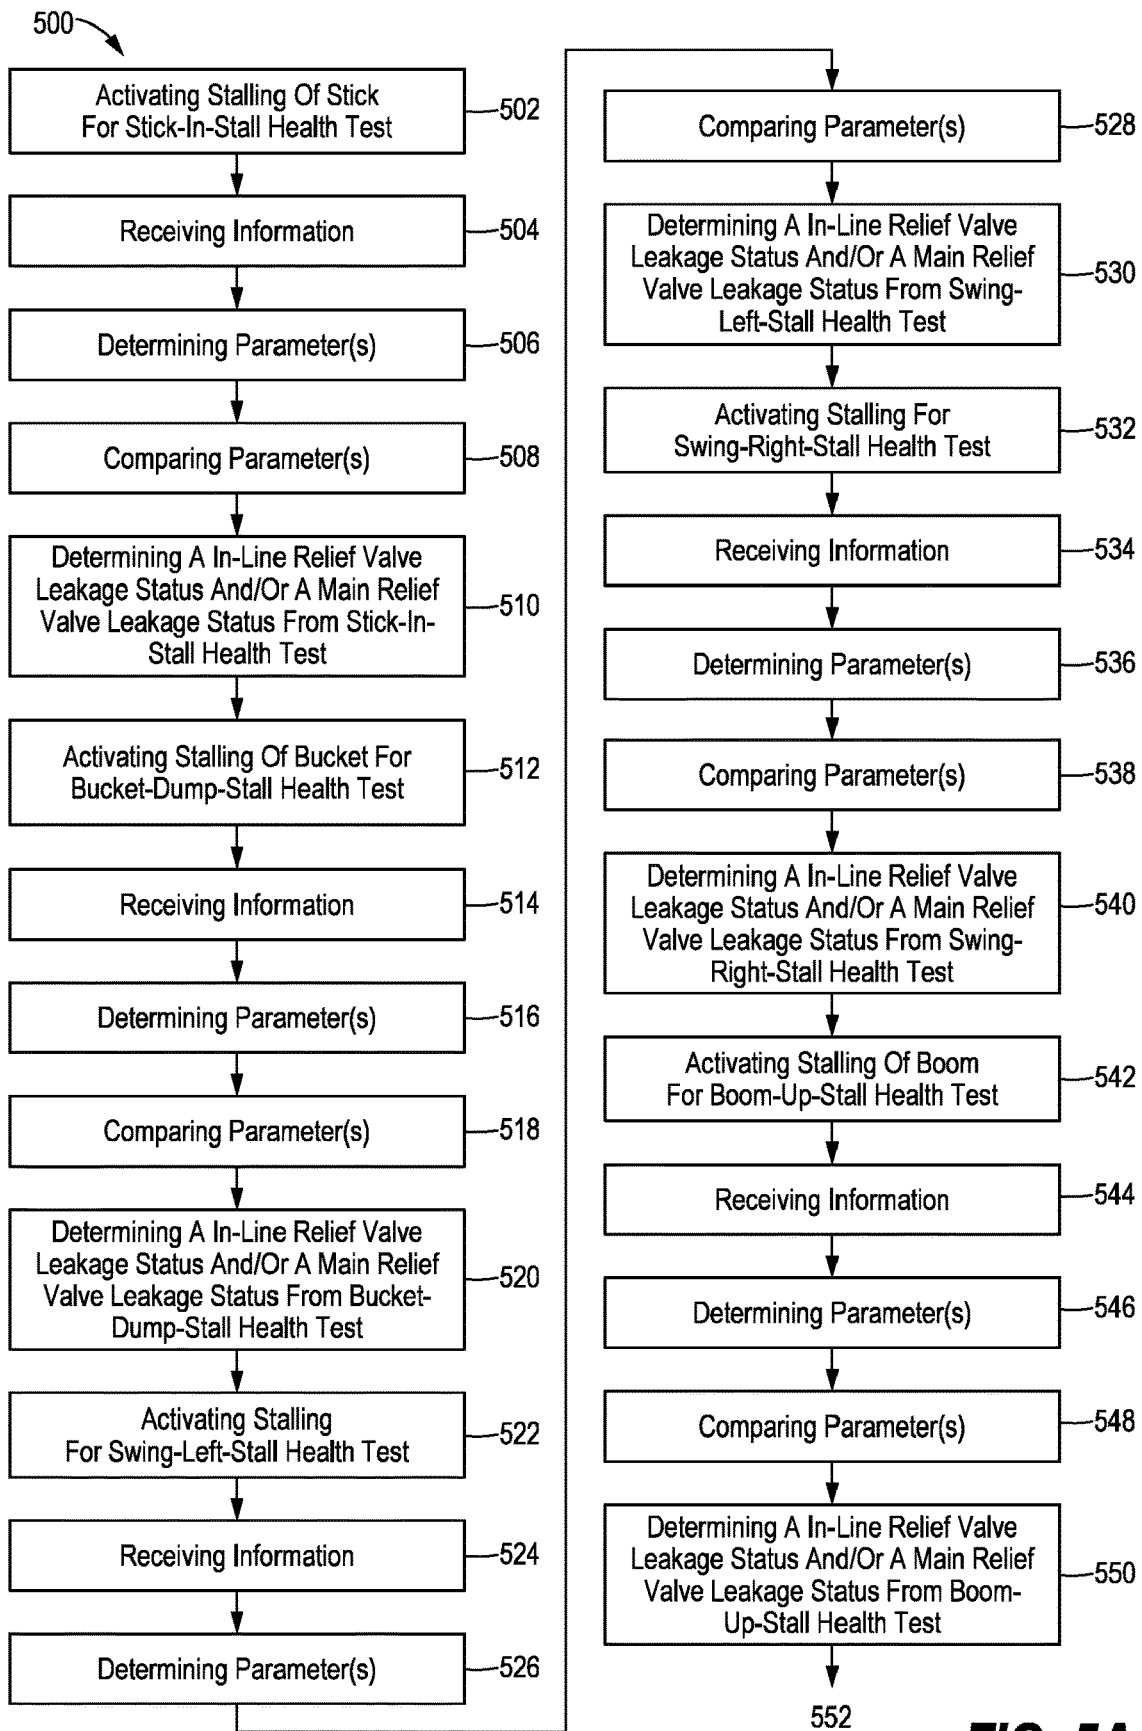 500
Activating Stalling Of Stick
For Stick-In-Stall Health Test
502
Receiving Information
504
Determining Parameter(s)
506
Comparing Parameter(s)
508
Determining A In-Line Relief Valve
Leakage Status And/Or A Main Relief
Valve Leakage Status From Stick-In-
Stall Health Test
510
Activating Stalling Of Bucket For
Bucket-Dump-Stall Health Test
512
Receiving Information
514
Determining Parameter(s)
516
Comparing Parameter(s)
518
Determining A In-Line Relief Valve
Leakage Status And/Or A Main Relief
Valve Leakage Status From Bucket-
Dump-Stall Health Test
520
Activating Stalling
For Swing-Left-Stall Health Test
522
Receiving Information
524
Determining Parameter(s)
526
Comparing Parameter(s)
528
Determining A In-Line Relief Valve
Leakage Status And/Or A Main Relief
Valve Leakage Status From Swing-
Left-Stall Health Test
530
Activating Stalling For
Swing-Right-Stall Health Test
532
Receiving Information
534
Determining Parameter(s)
536
Comparing Parameter(s)
538
Determining A In-Line Relief Valve
Leakage Status And/Or A Main Relief
Valve Leakage Status From Swing-
Right-Stall Health Test
540
Activating Stalling Of Boom
For Boom-Up-Stall Health Test
542
Receiving Information
544
Determining Parameter(s)
546
Comparing Parameter(s)
548
Determining A In-Line Relief Valve
Leakage Status And/Or A Main Relief
Valve Leakage Status From Boom-
Up-Stall Health Test
550
552